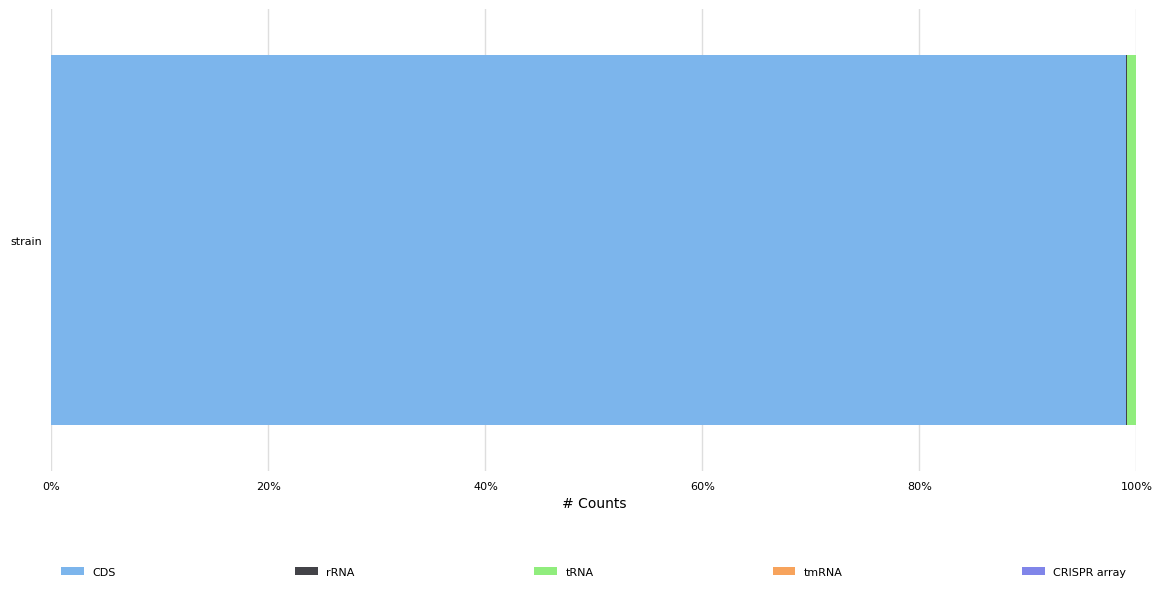 strain
0% 20% 40% 60% 80% 100%
# Counts
CDS rRNA tRNA tmRNA CRISPR array